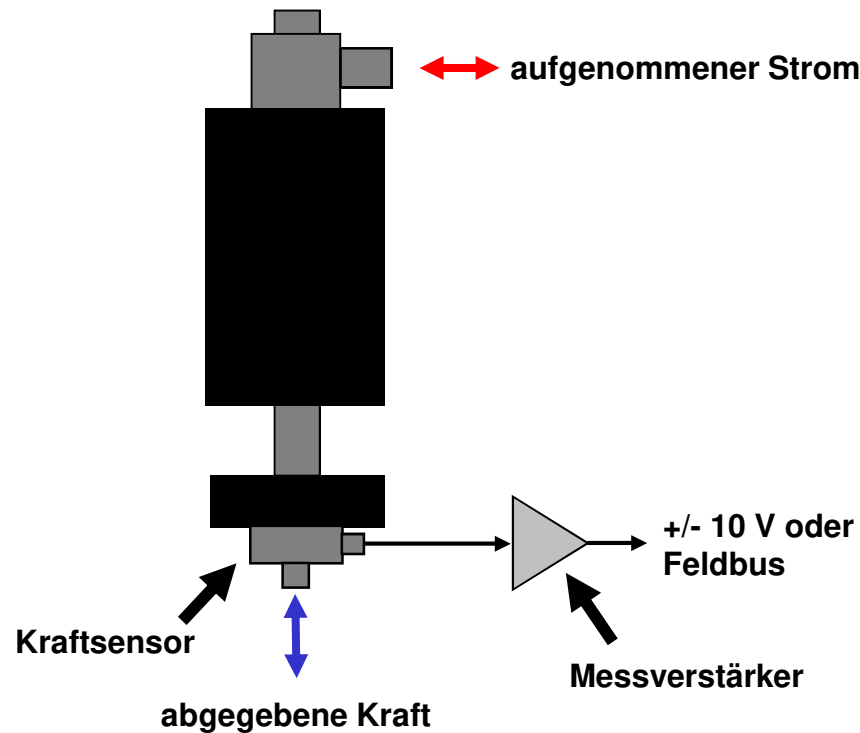 aufgenommener Strom
+/- 10 V oder
Feldbus
Kraftsensor
Messverstärker
abgegebene Kraft